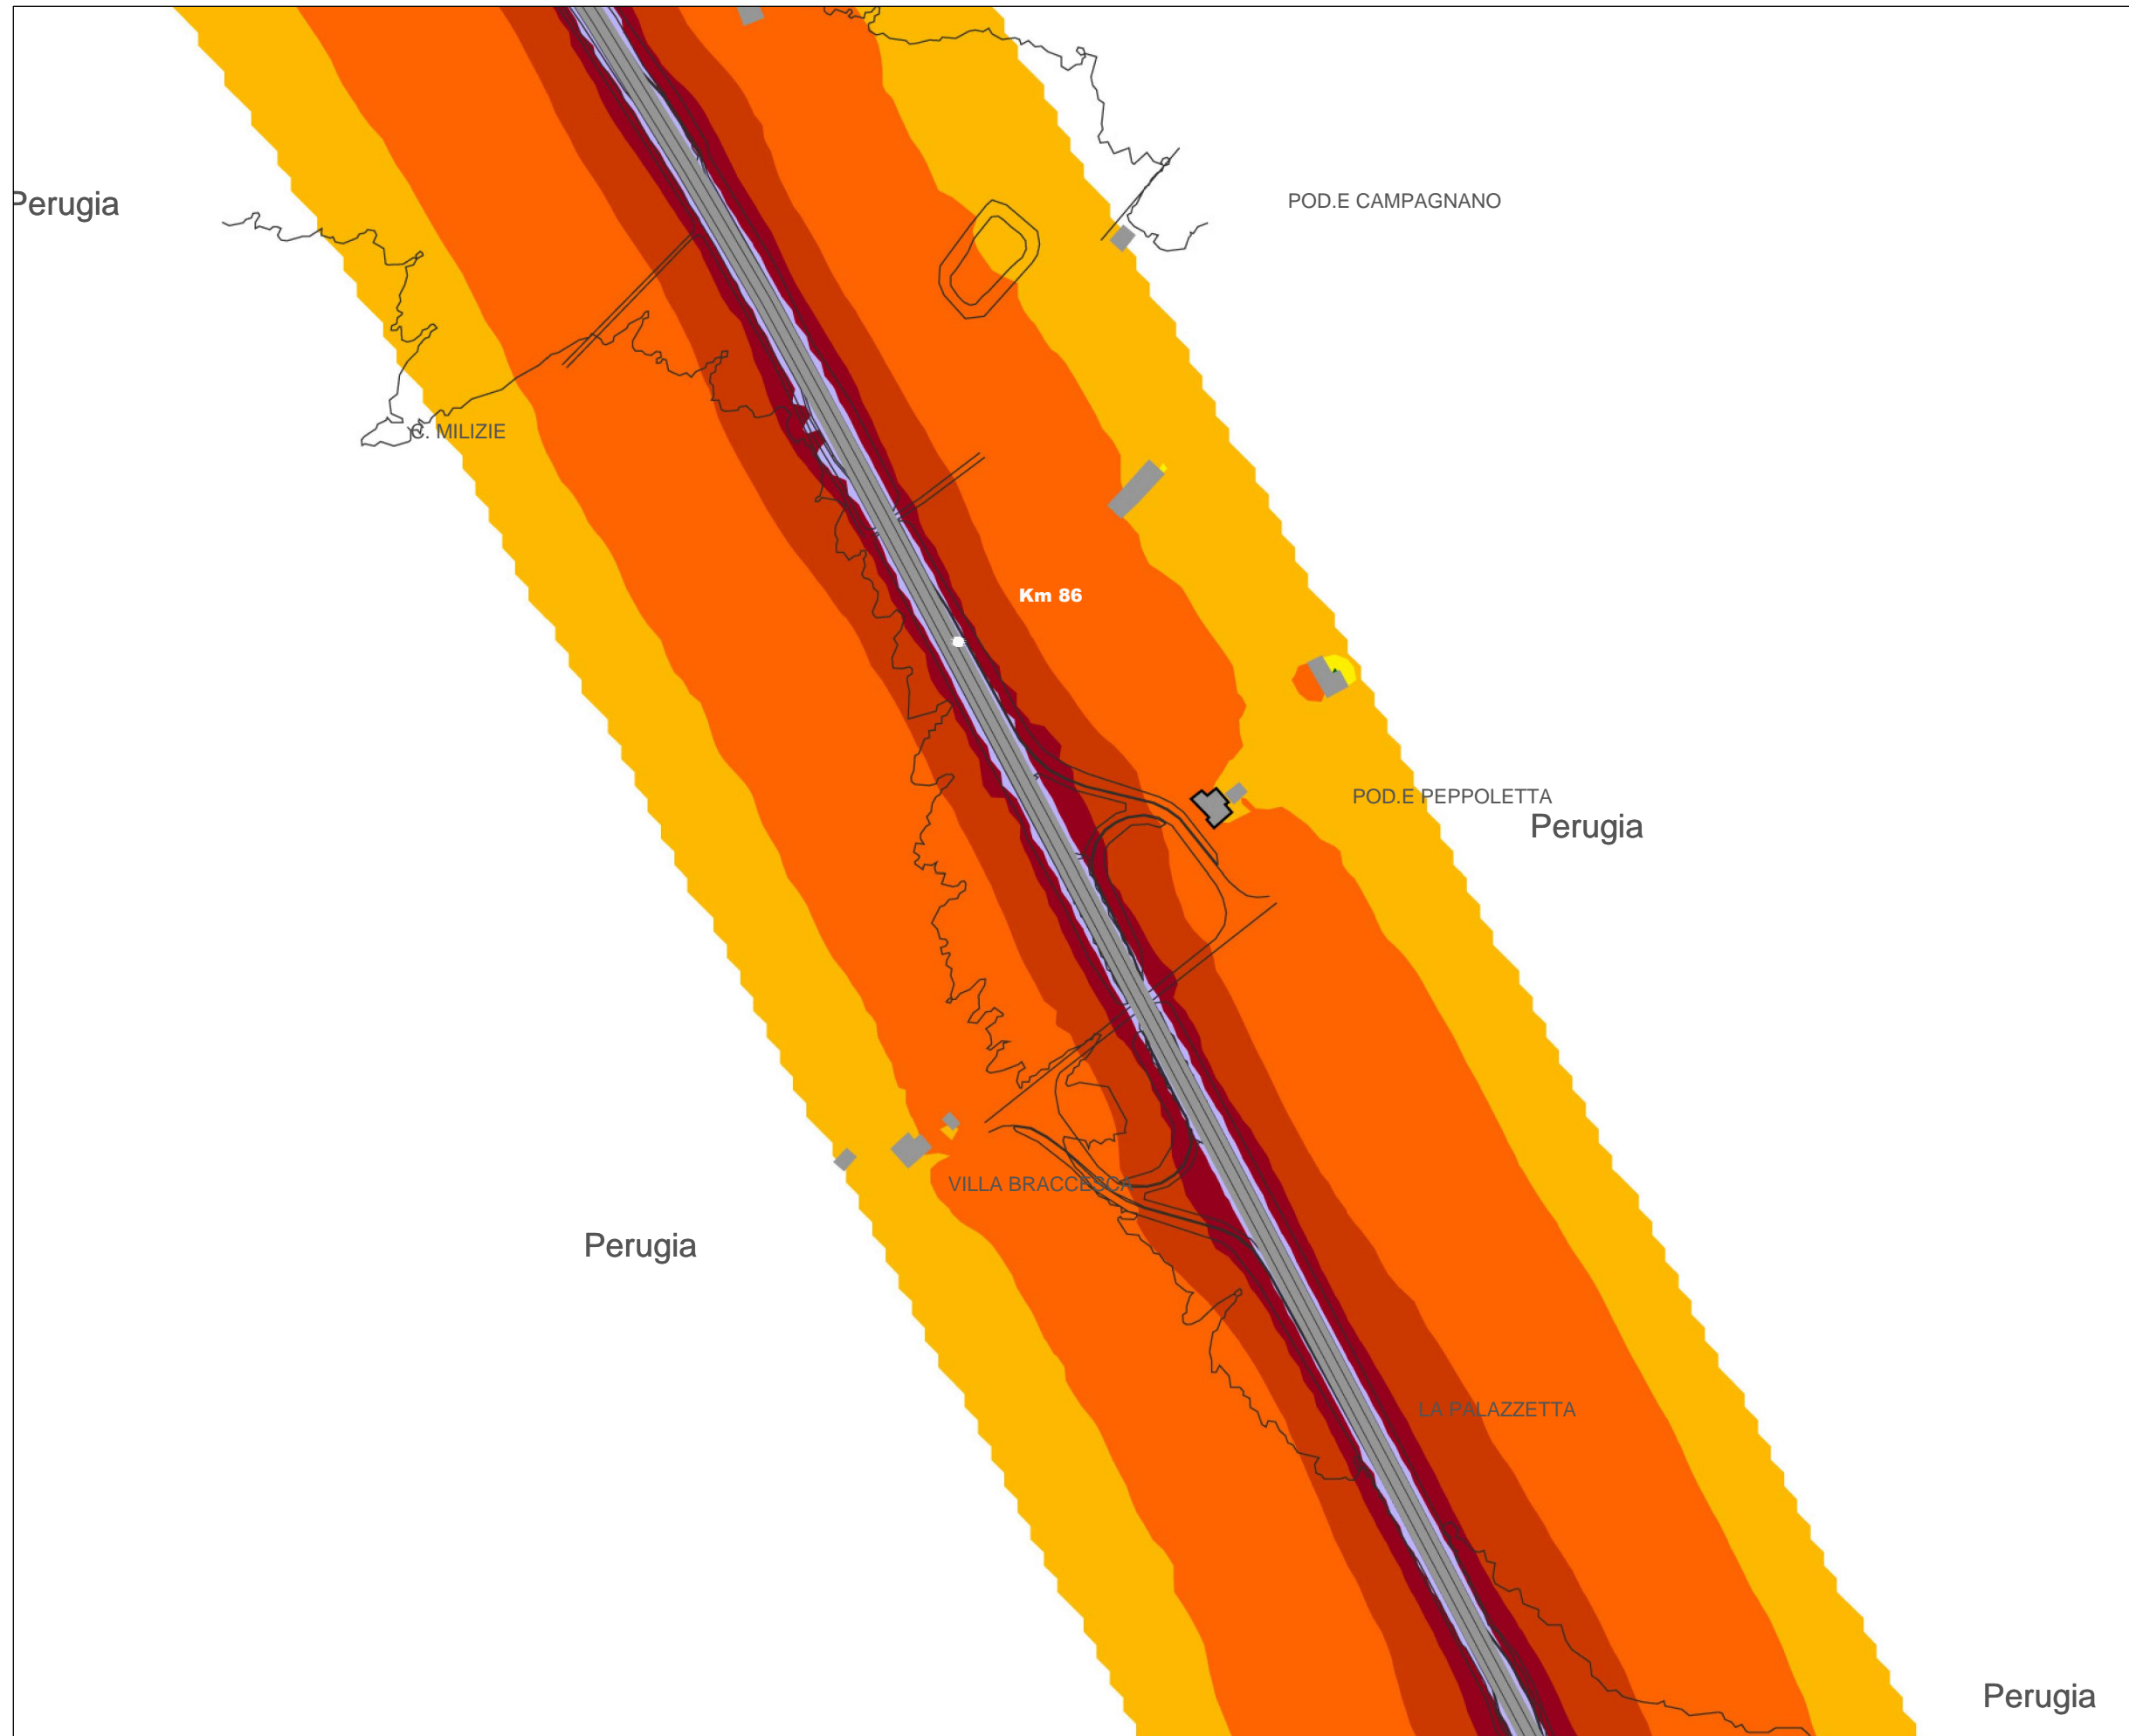 POD.E CAMPAGNANO
Perugia
C. MILIZIE
Km 86
POD.E PEPPOLETTA
Perugia
VILLA BRACCESCA
Perugia
LA PALAZZETTA
Perugia